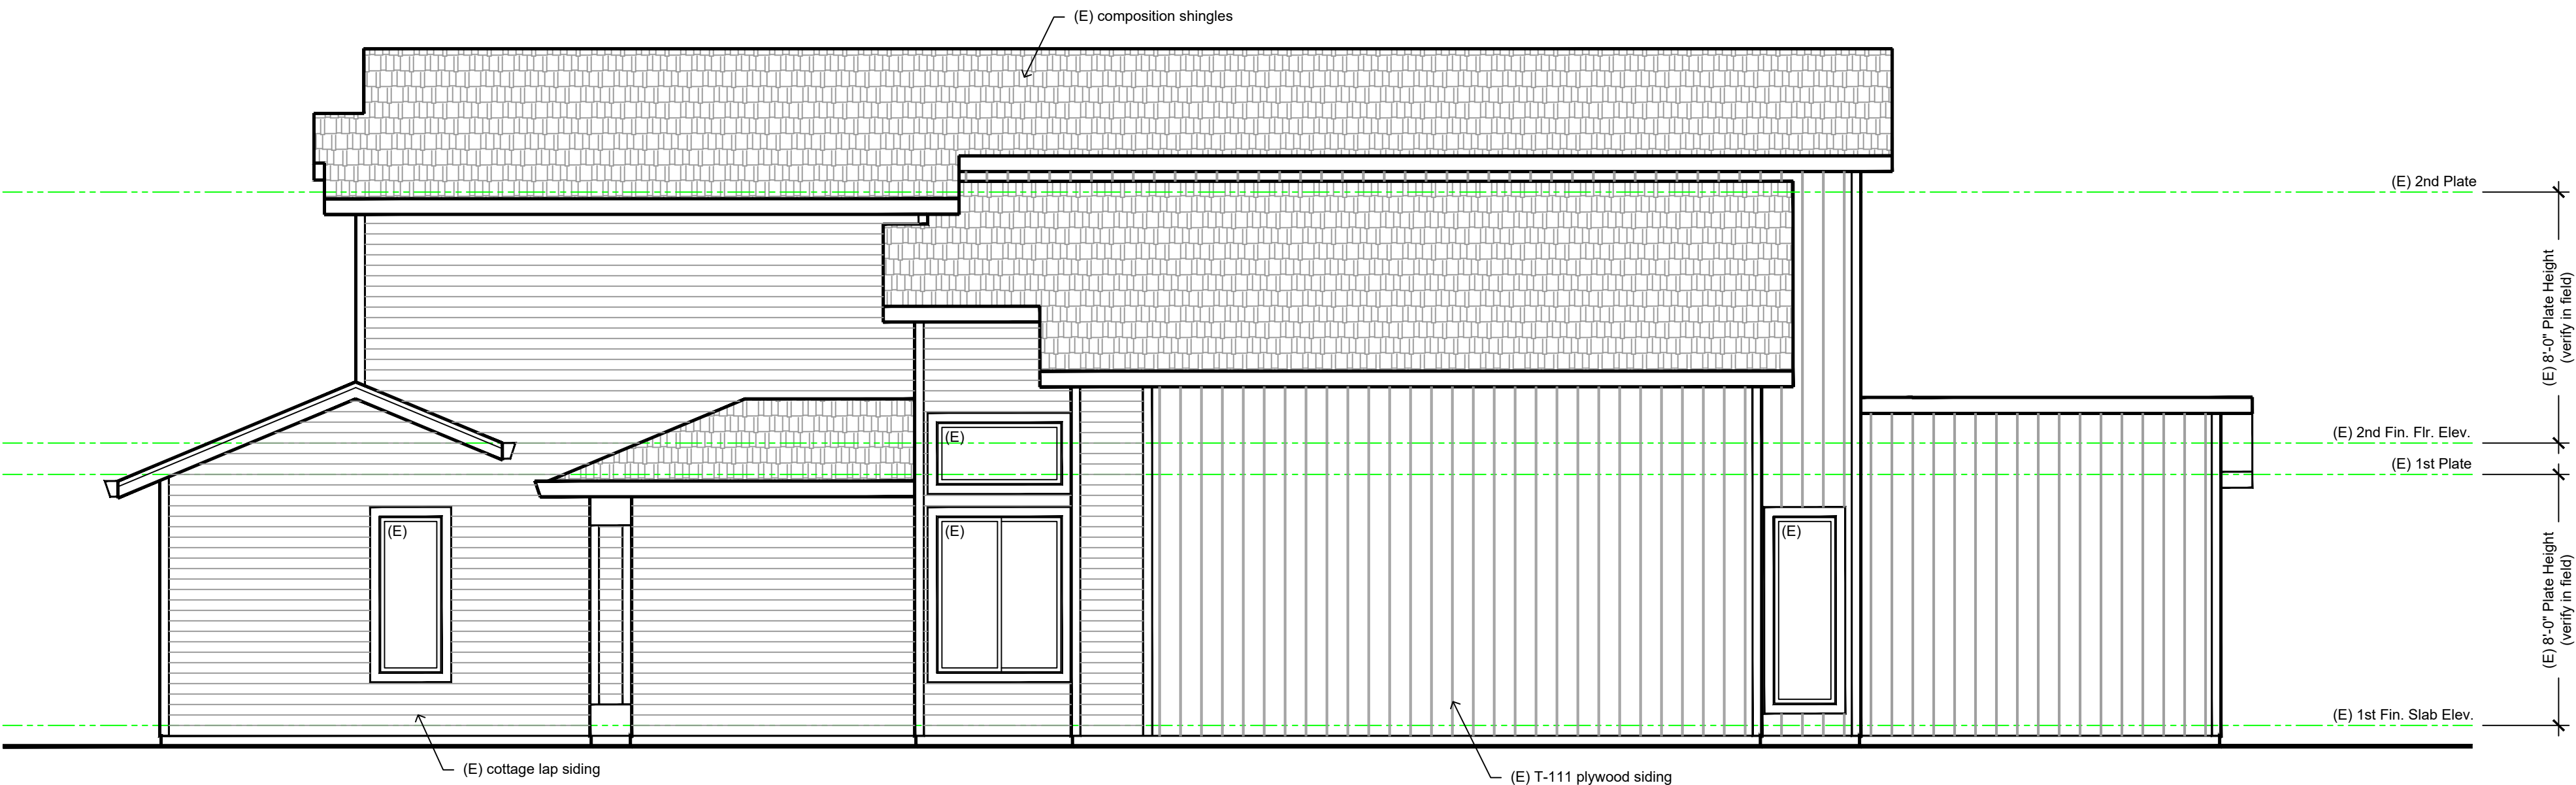 (E) composition shingles
(E) 2nd Plate
(E) 8'-0" Plate Height
(verify in field)
(E) 2nd Fin. Flr. Elev.
(E)
(E) 1st Plate
(E)
(E)
(E)
(E) 8'-0" Plate Height
(verify in field)
(E) 1st Fin. Slab Elev.
(E) cottage lap siding
(E) T-111 plywood siding